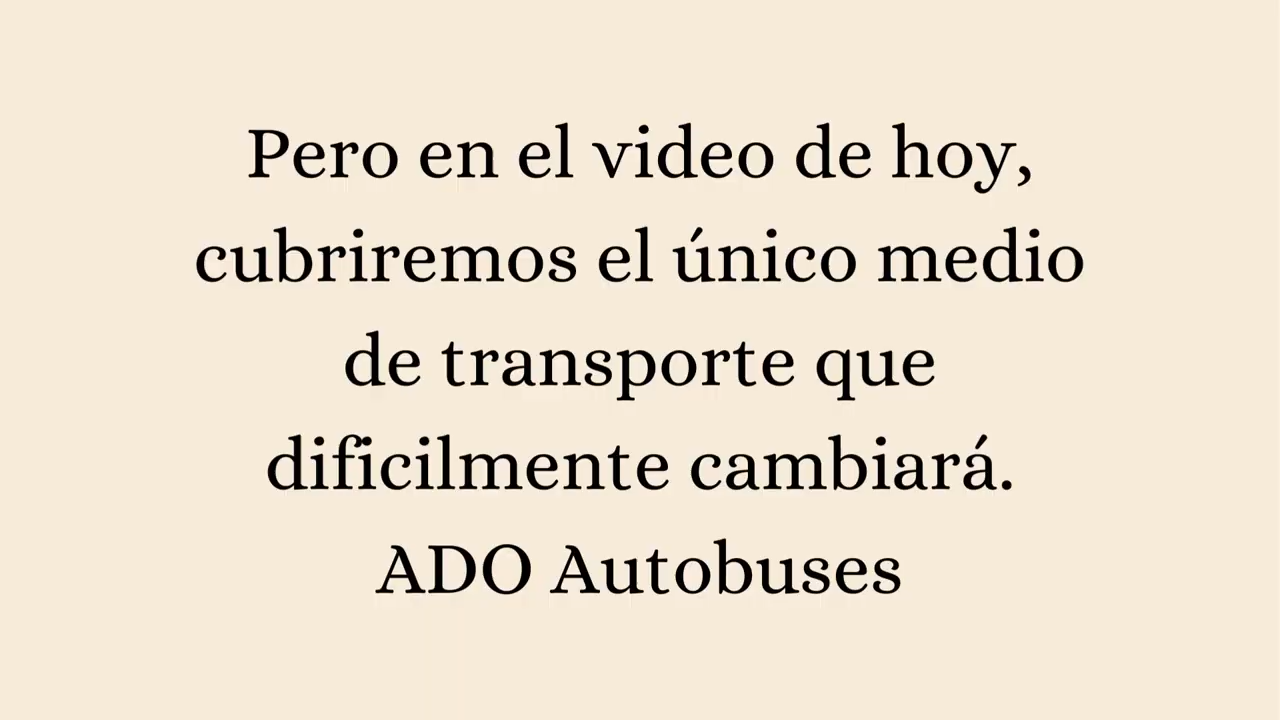 Pero en el video de hoy,
cubriremos el único medio
de transporte que
dificilmente cambiará.
ADO Autobuses